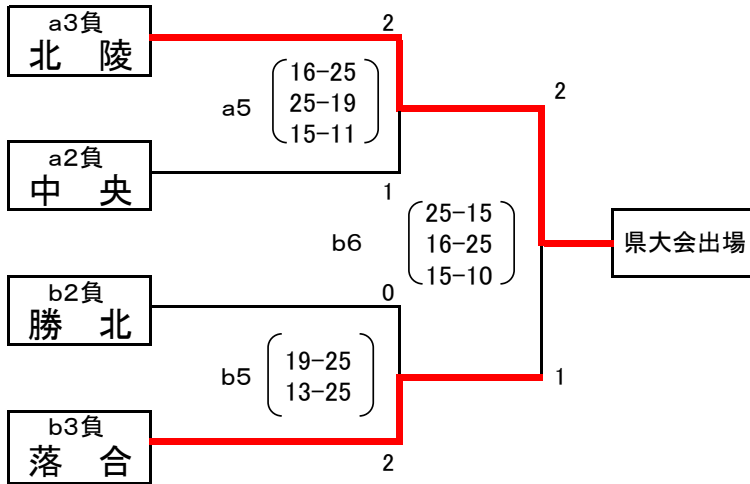 a3負
北　陵
2
a5
16-25
25-19
15-11
2
a2負
中　央
1
b6
25-15
16-25
15-10
県大会出場
b2負
勝　北
0
b5
19-25
13-25
1
b3負
落　合
2